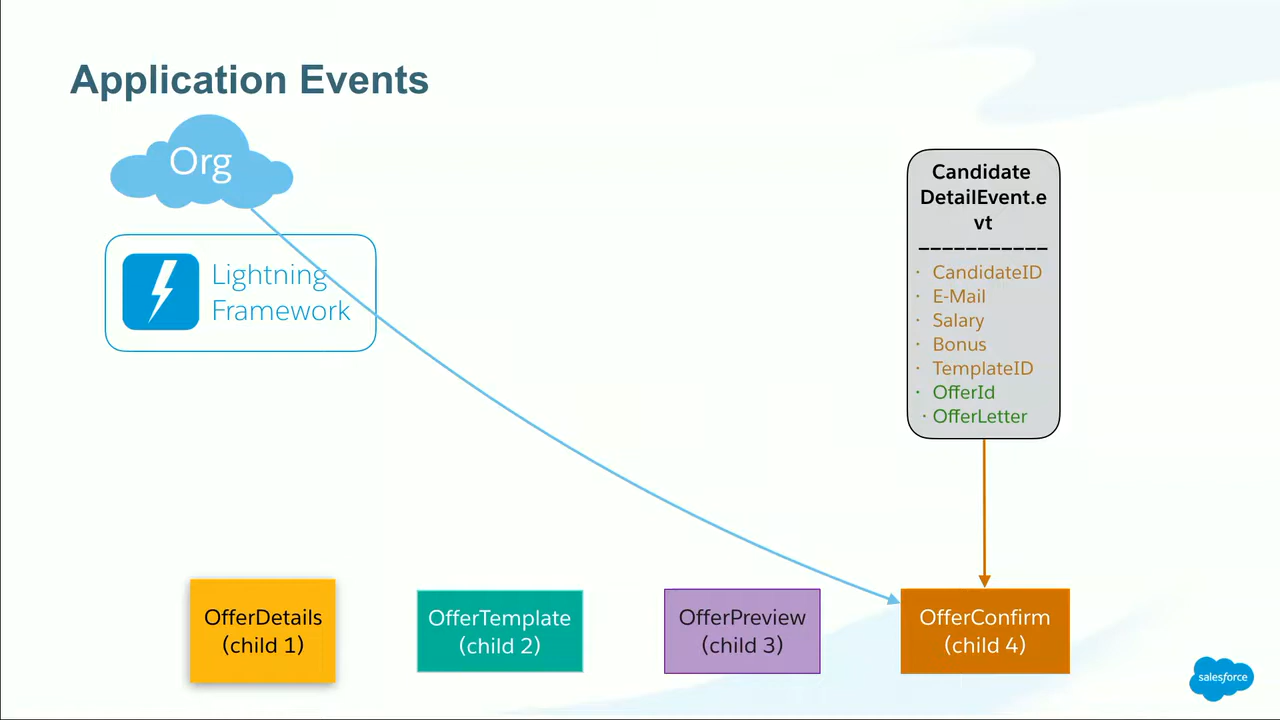 Application Events
Org
Lightning
Framework
Candidate
DetailEvent.e
vt
-----------
· CandidateID
· E-Mail
· Salary
· Bonus
· TemplateID
· OfferId
· OfferLetter
OfferDetails
(child 1)
OfferTemplate
(child 2)
OfferPreview
(child 3)
OfferConfirm
(child 4)
salesforce